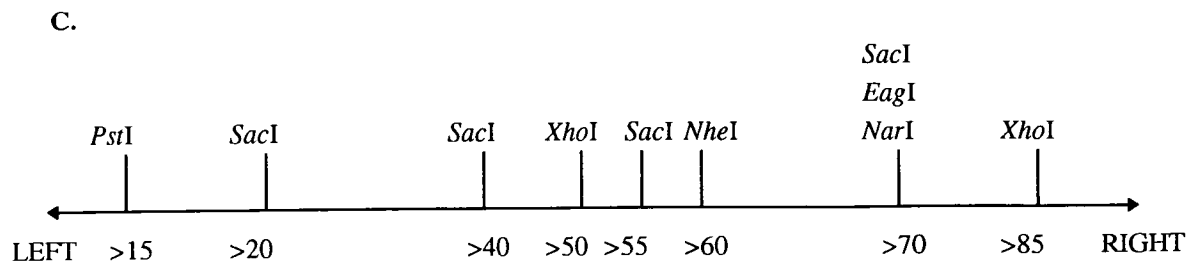 C.
SacI
EagI
PstI SacI SacI XhoI SacI NheI NarI XhoI
LEFT >15 >20 >40 >50 >55 >60 >70 >85 RIGHT